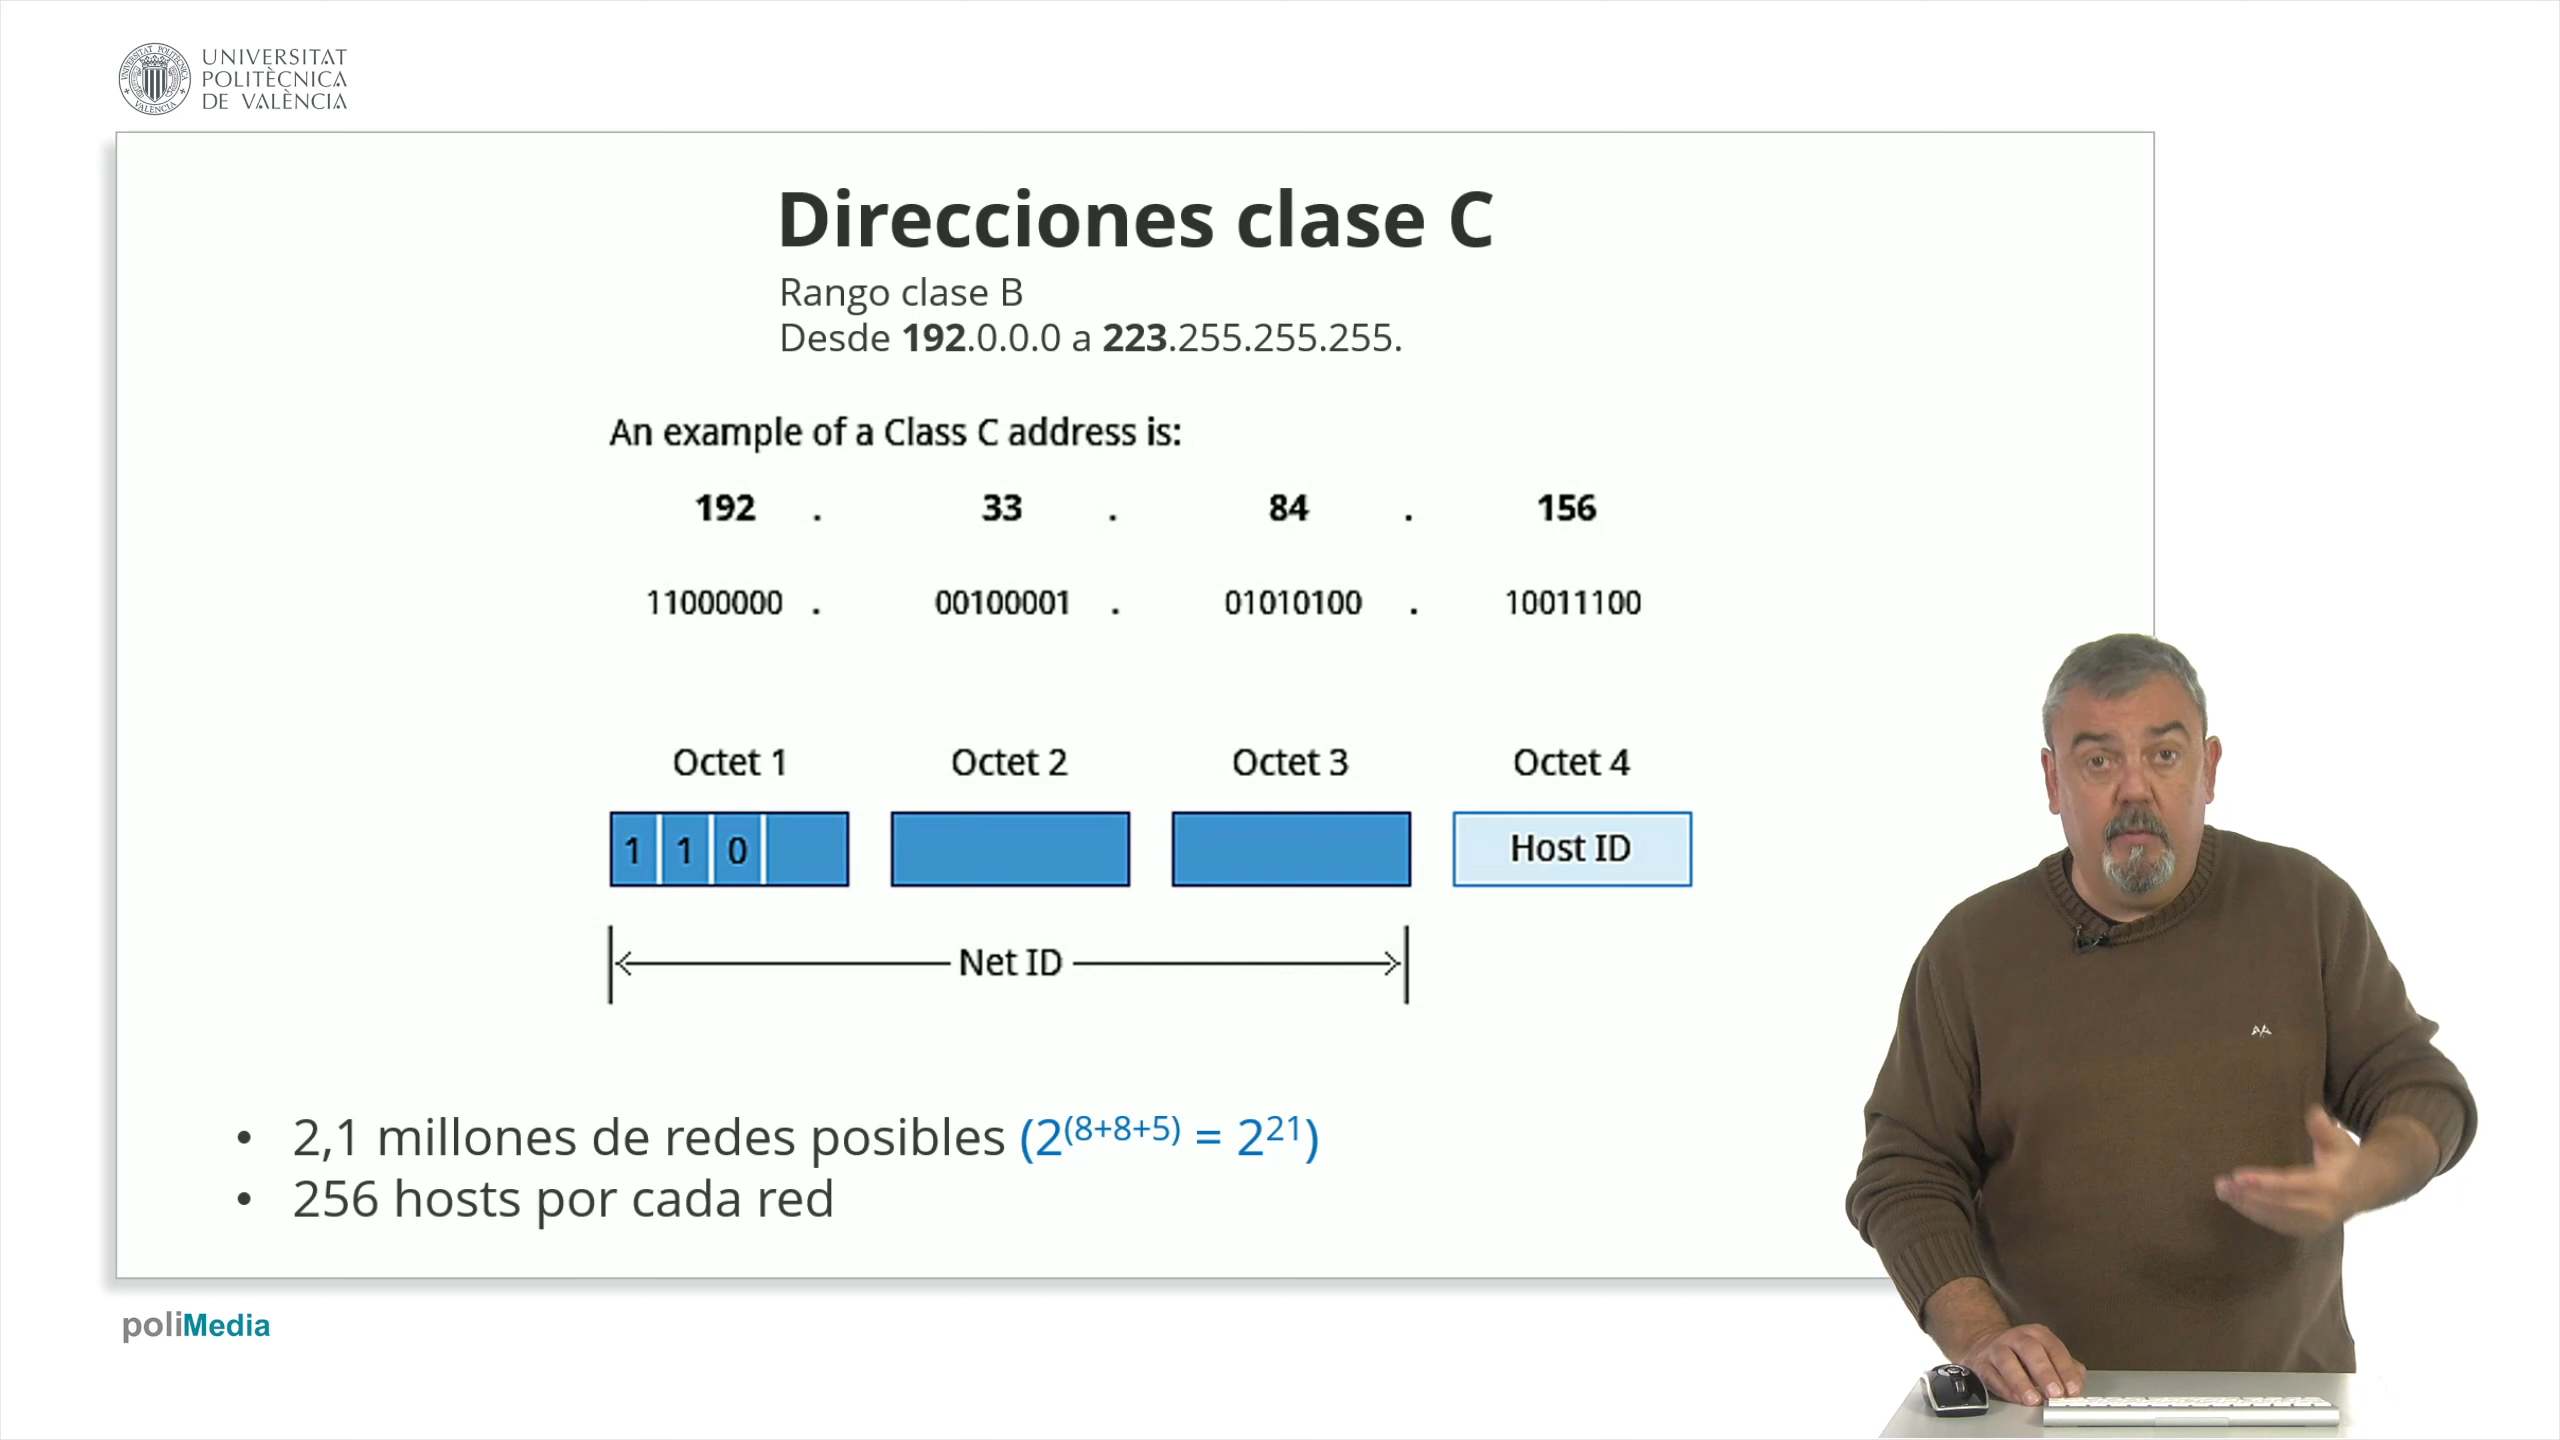 UNIVERSITAT
POLITÈCNICA
DE VALÈNCIA
Direcciones clase C
Rango clase B
Desde 192.0.0.0 a 223.255.255.255.
An example of a Class C address is:
192 . 33 . 84 . 156
11000000 . 00100001 . 01010100 . 10011100
Octet 1 Octet 2 Octet 3 Octet 4
1 1 0 Host ID
Net ID
• 2,1 millones de redes posibles (2^(8+8+5) = 2^21)
• 256 hosts por cada red
poliMedia